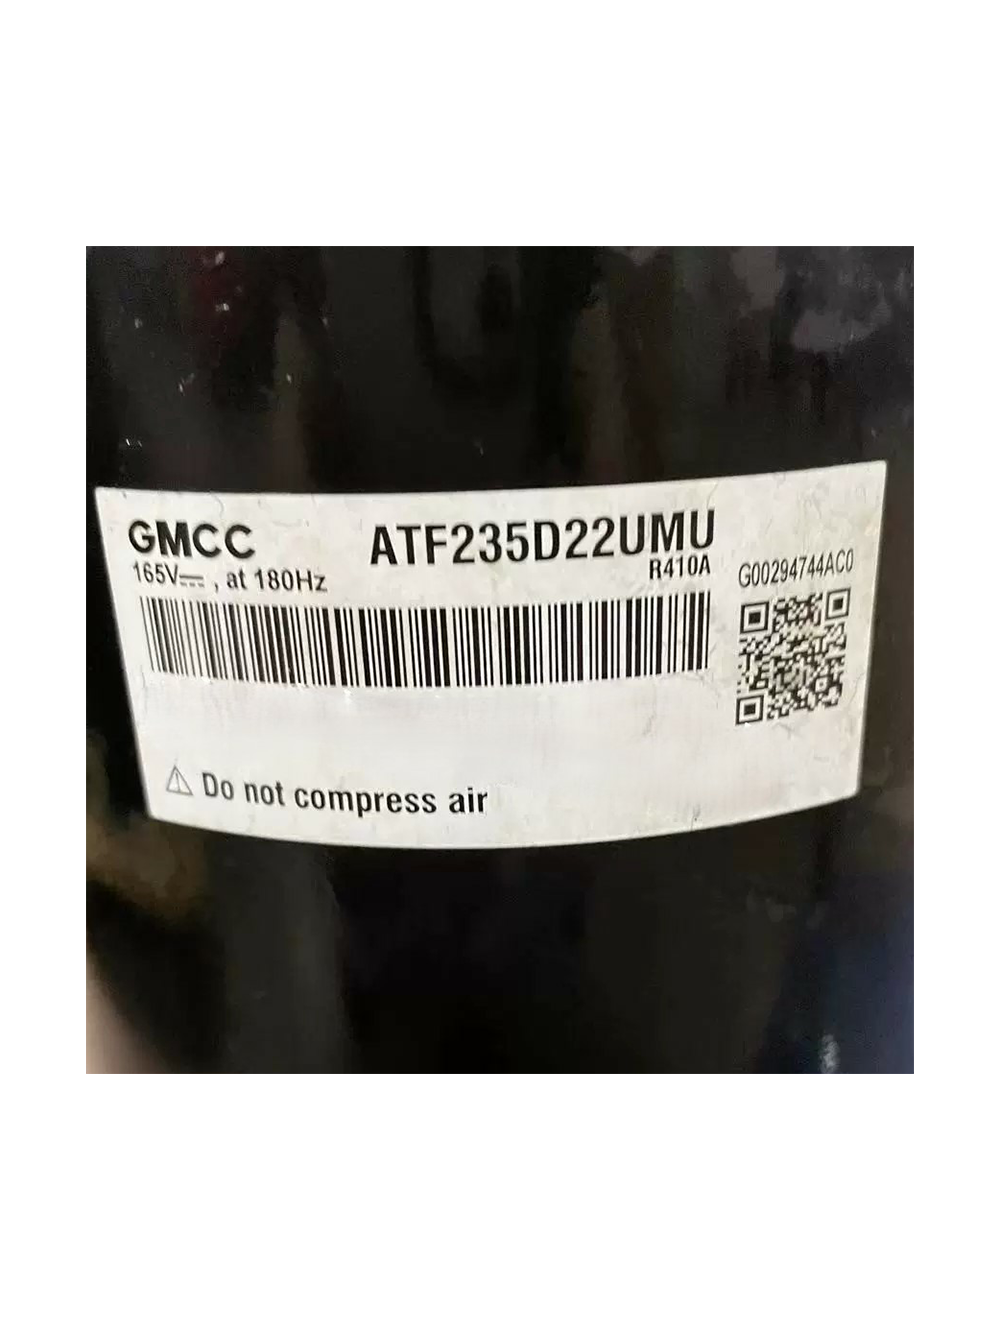 GMCC
ATF235D22UMU
165V⎓, at 180Hz
R410A
G00294744AC0
⚠ Do not compress air